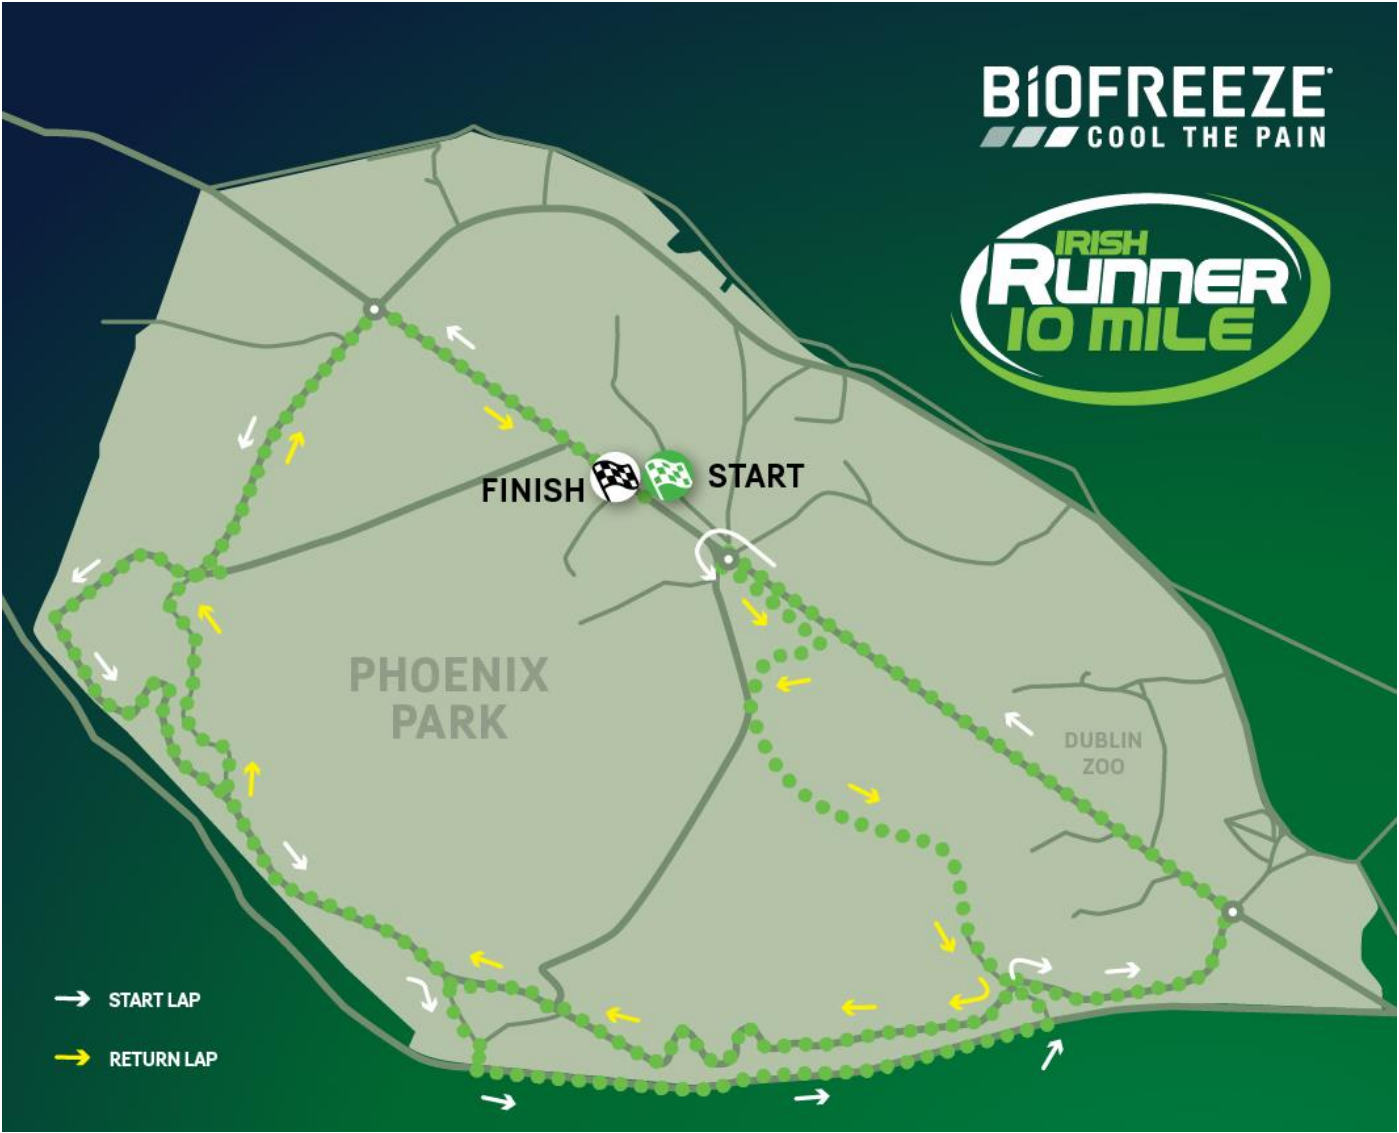 BiOFREEZE
COOL THE PAIN
IRISH
RUNNER
10 MILE
FINISH
START
PHOENIX
PARK
DUBLIN
ZOO
START LAP
RETURN LAP